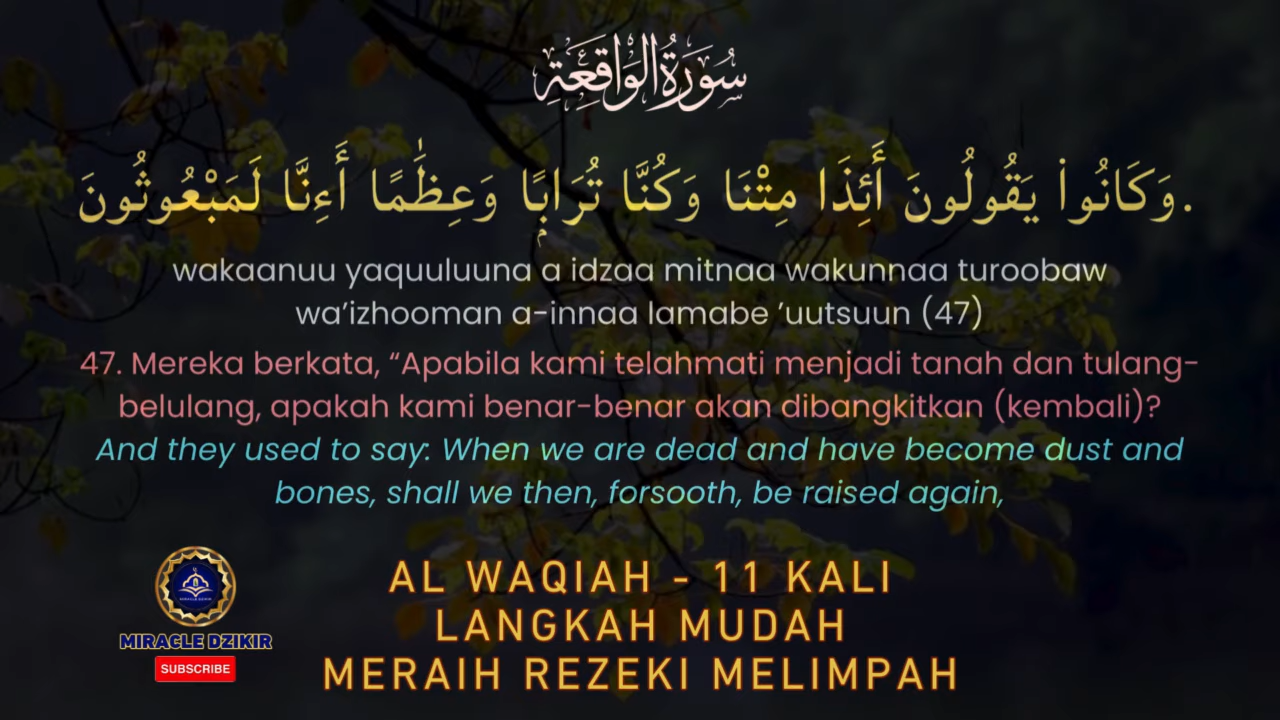 سُورَةُ الْوَاقِعَةِ
وَكَانُوا۟ يَقُولُونَ أَئِذَا مِتْنَا وَكُنَّا تُرَابًۭا وَعِظَٰمًا أَءِنَّا لَمَبْعُوثُونَ.
wakaanuu yaquuluuna a idzaa mitnaa wakunnaa turoobaw
wa’izhooman a-innaa lamabe ’uutsuun (47)
47. Mereka berkata, “Apabila kami telahmati menjadi tanah dan tulang-
belulang, apakah kami benar-benar akan dibangkitkan (kembali)?
And they used to say: When we are dead and have become dust and
bones, shall we then, forsooth, be raised again,
AL WAQIAH - 11 KALI
LANGKAH MUDAH
MERAIH REZEKI MELIMPAH
MIRACLE DZIKIR
MIRACLE DZIKIR
SUBSCRIBE